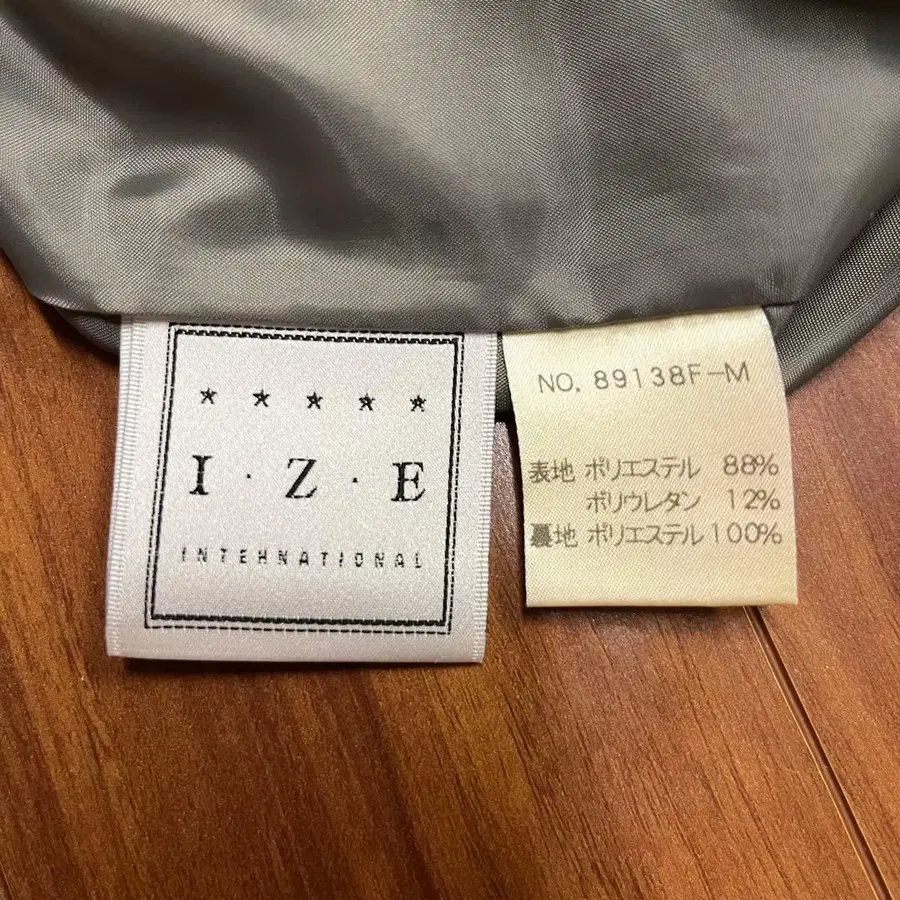 ★ ★ ★ ★ ★
I · Z · E
INTEHNATIONAL
NO. 89138F-M
表地 ポリエステル 88%
ポリウレタン 12%
裏地 ポリエステル 100%